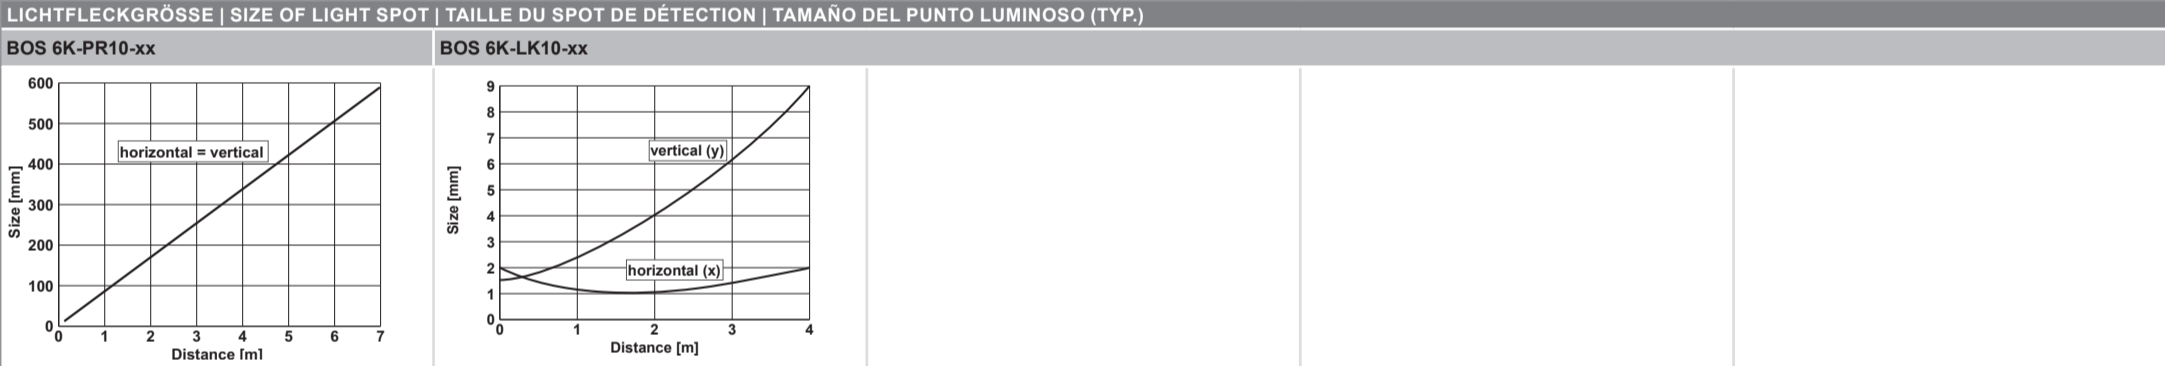 LICHTFLECKGRÖSSE | SIZE OF LIGHT SPOT | TAILLE DU SPOT DE DÉTECTION | TAMAÑO DEL PUNTO LUMINOSO (TYP.)
BOS 6K-PR10-xx
BOS 6K-LK10-xx
600
500
400
300
200
100
0
Size [mm]
horizontal = vertical
0 1 2 3 4 5 6 7
Distance [m]
9
8
7
6
5
4
3
2
1
0
Size [mm]
vertical (y)
horizontal (x)
0 1 2 3 4
Distance [m]